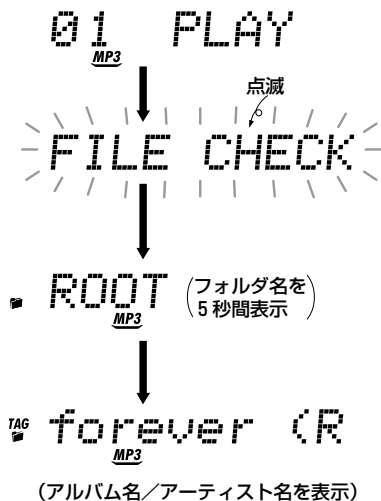 01 PLAY
MP3
点滅
FILE CHECK
ROOT
MP3
(フォルダ名を
5秒間表示)
TAG
forever (R
MP3
(アルバム名/アーティスト名を表示)